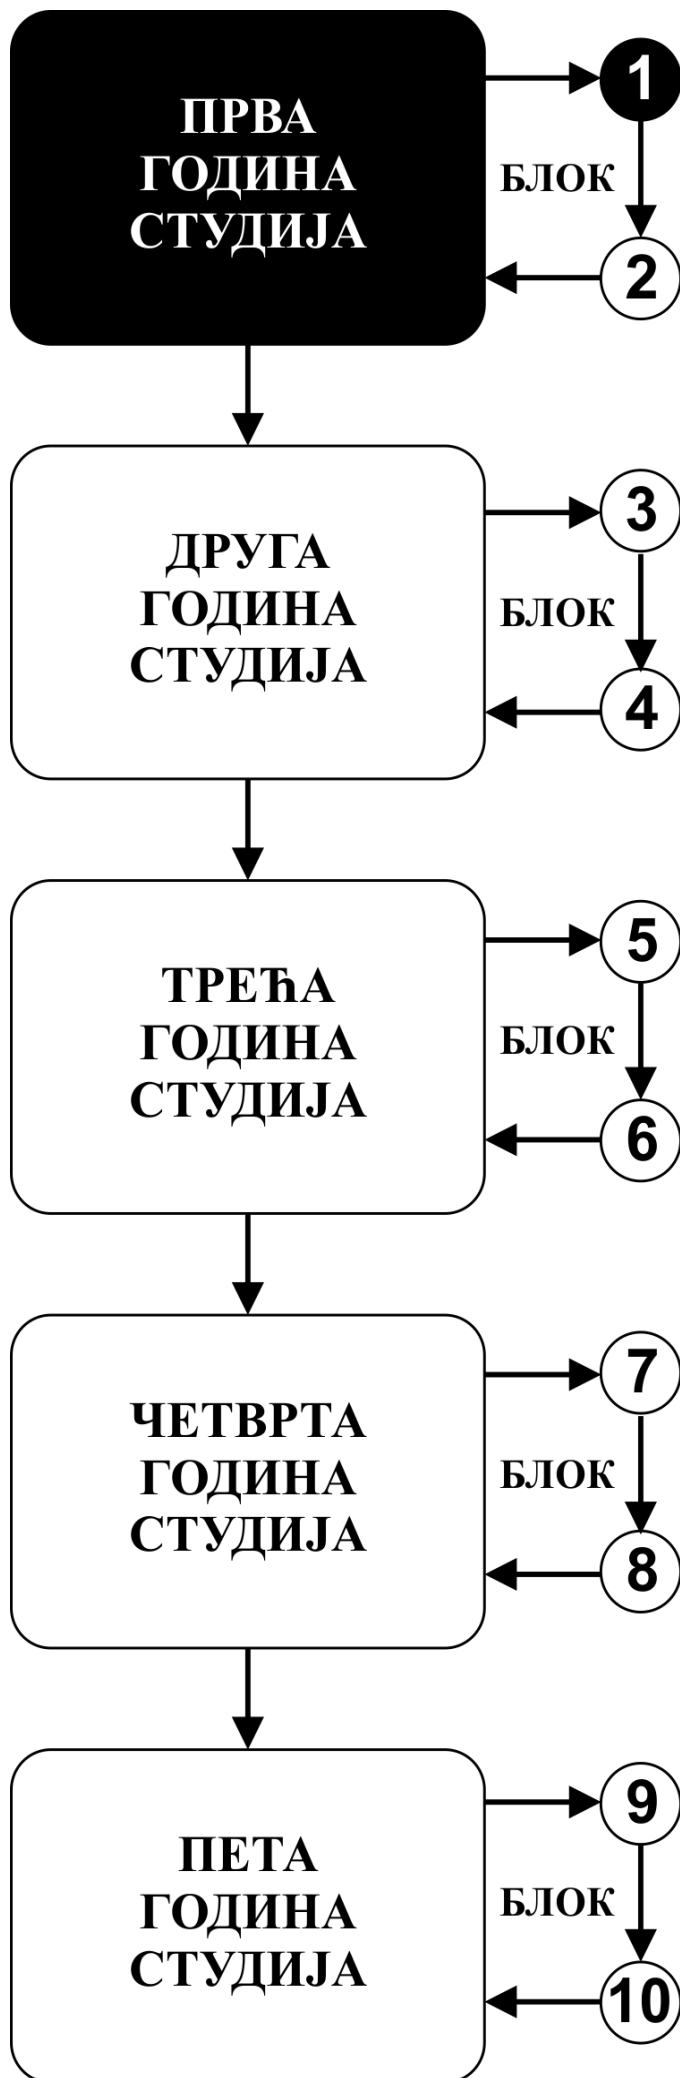 ПРВА
ГОДИНА
СТУДИЈА
1
БЛОК
2
ДРУГА
ГОДИНА
СТУДИЈА
3
БЛОК
4
ТРЕЋА
ГОДИНА
СТУДИЈА
5
БЛОК
6
ЧЕТВРТА
ГОДИНА
СТУДИЈА
7
БЛОК
8
ПЕТА
ГОДИНА
СТУДИЈА
9
БЛОК
10